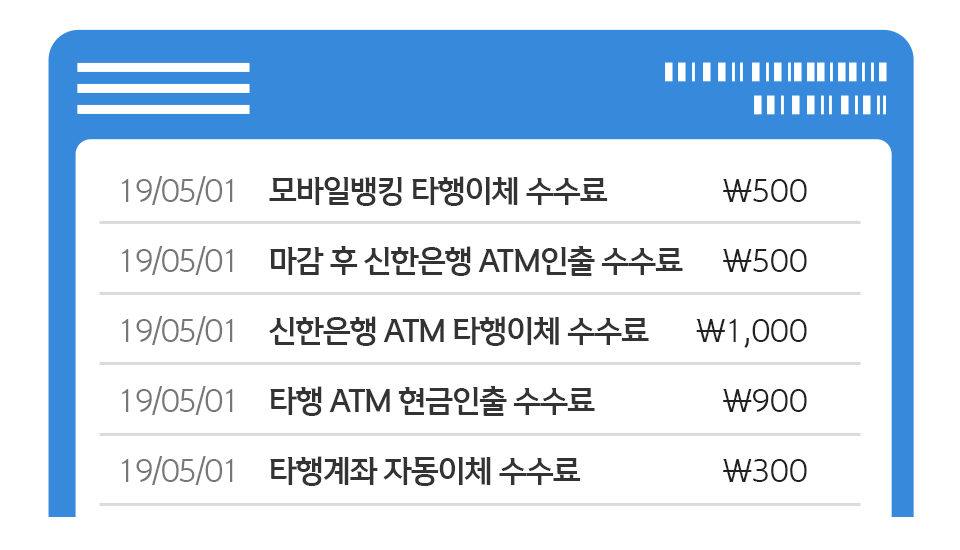 19/05/01 모바일뱅킹 타행이체 수수료 ₩500
19/05/01 마감 후 신한은행 ATM인출 수수료 ₩500
19/05/01 신한은행 ATM 타행이체 수수료 ₩1,000
19/05/01 타행 ATM 현금인출 수수료 ₩900
19/05/01 타행계좌 자동이체 수수료 ₩300